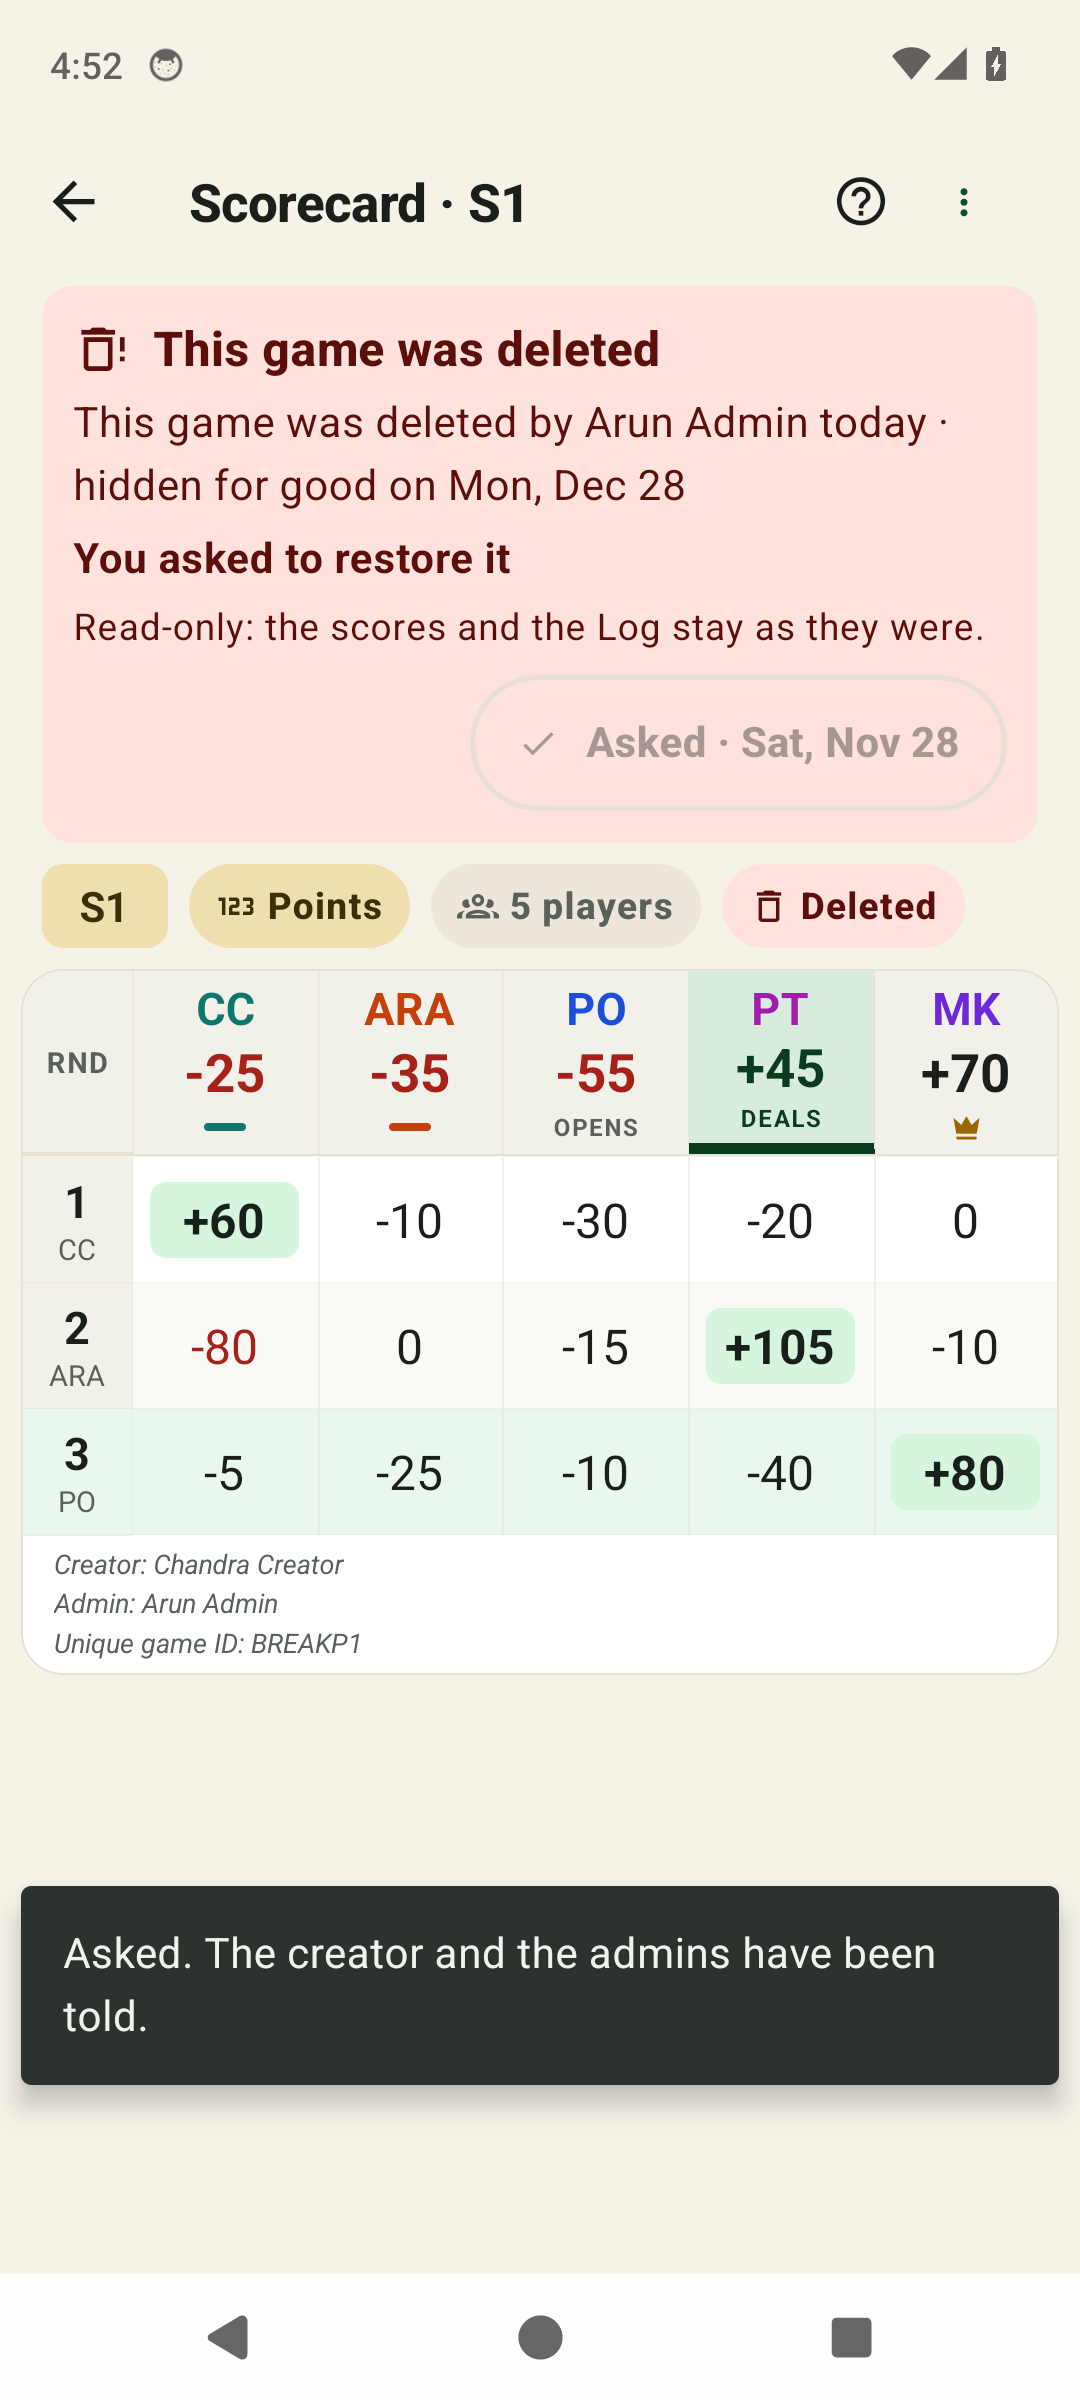 4:52
Scorecard · S1
This game was deleted
This game was deleted by Arun Admin today ·
hidden for good on Mon, Dec 28
You asked to restore it
Read-only: the scores and the Log stay as they were.
Asked · Sat, Nov 28
S1
123 Points
5 players
Deleted
RND CC ARA PO PT MK
-25 -35 -55 +45 +70
OPENS DEALS
1 +60 -10 -30 -20 0
CC
2 -80 0 -15 +105 -10
ARA
3 -5 -25 -10 -40 +80
PO
Creator: Chandra Creator
Admin: Arun Admin
Unique game ID: BREAKP1
Asked. The creator and the admins have been
told.